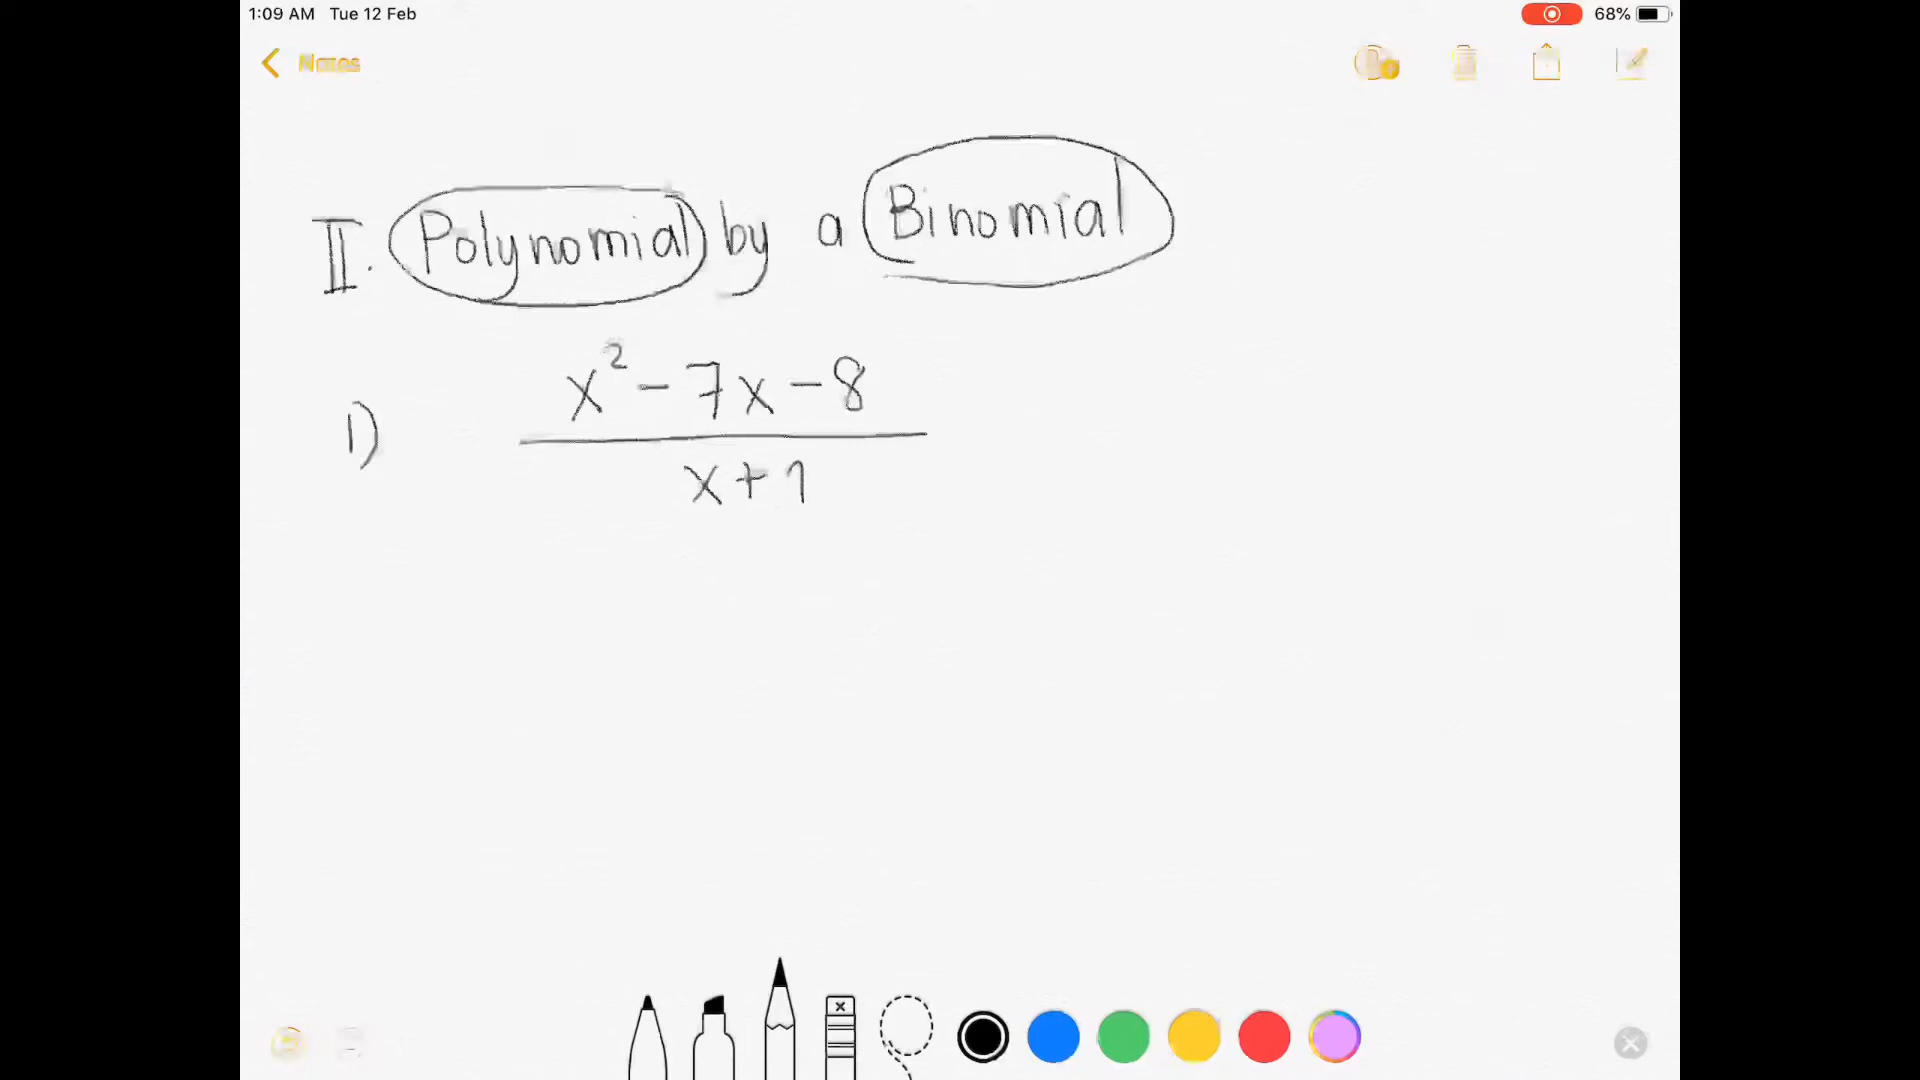 1:09 AM Tue 12 Feb 68%
Notes
II. Polynomial by a Binomial
1) x² - 7x - 8
x + 1